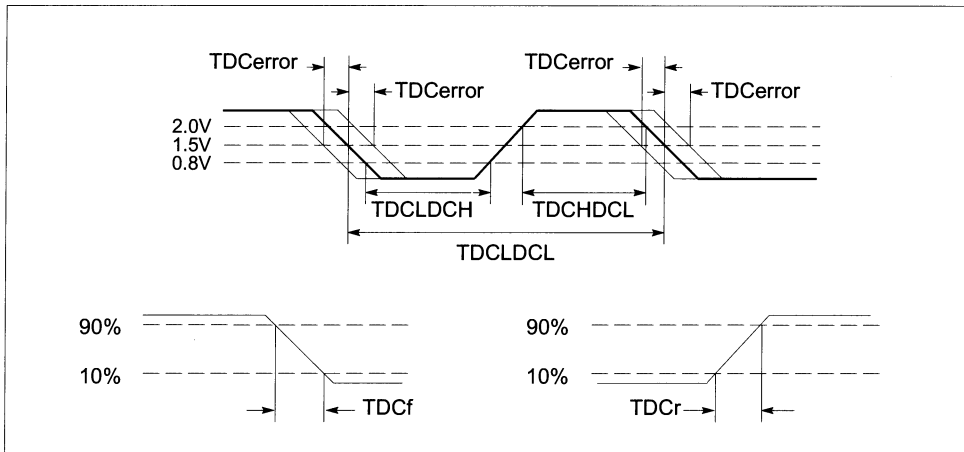 TDCerror
TDCerror
TDCerror
TDCerror
2.0V
1.5V
0.8V
TDCLDCH
TDCHDCL
TDCLDCL
90%
10%
TDCf
90%
10%
TDCr